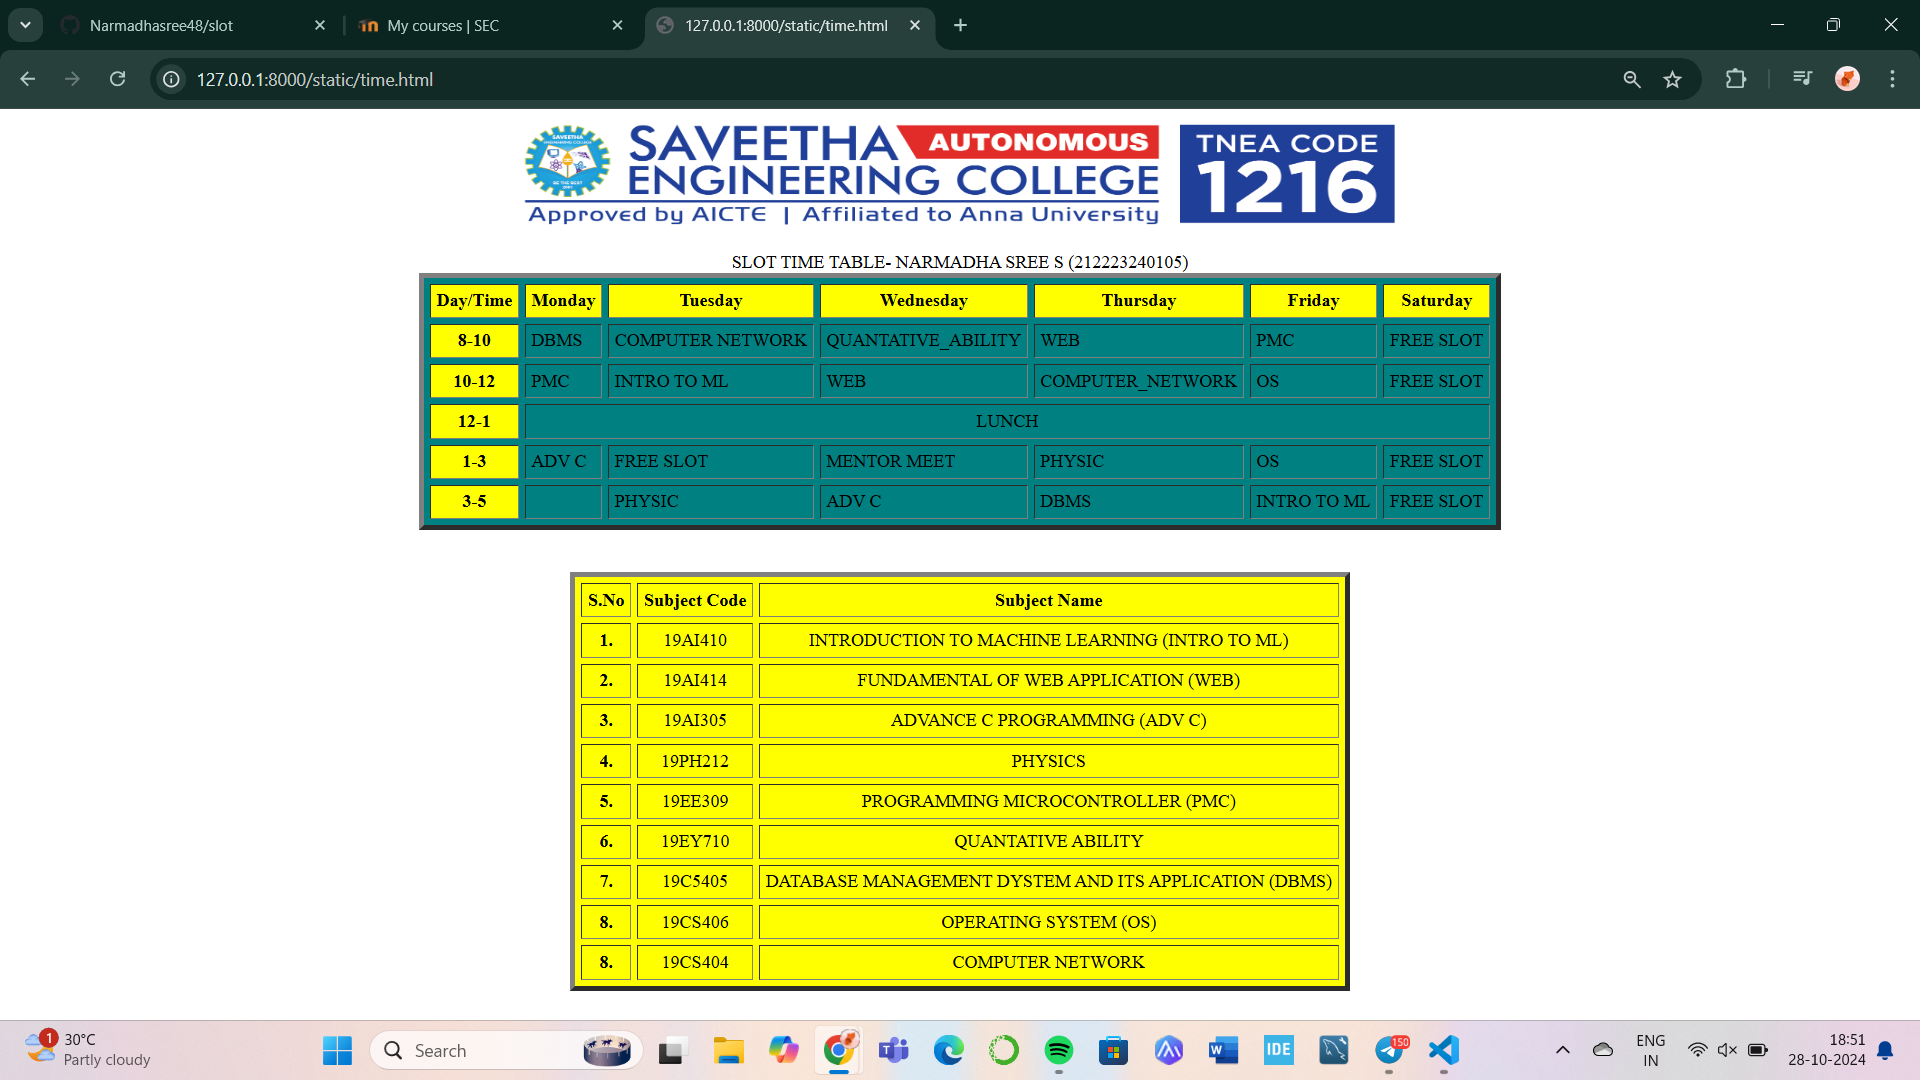 Narmadhasree48/slot
My courses | SEC
127.0.0.1:8000/static/time.html
127.0.0.1:8000/static/time.html
SAVEETHA AUTONOMOUS
ENGINEERING COLLEGE
Approved by AICTE | Affiliated to Anna University
TNEA CODE
1216
SLOT TIME TABLE- NARMADHA SREE S (212223240105)
Day/Time Monday Tuesday Wednesday Thursday Friday Saturday
8-10 DBMS COMPUTER NETWORK QUANTATIVE_ABILITY WEB PMC FREE SLOT
10-12 PMC INTRO TO ML WEB COMPUTER_NETWORK OS FREE SLOT
12-1 LUNCH
1-3 ADV C FREE SLOT MENTOR MEET PHYSIC OS FREE SLOT
3-5 PHYSIC ADV C DBMS INTRO TO ML FREE SLOT
S.No Subject Code Subject Name
1. 19AI410 INTRODUCTION TO MACHINE LEARNING (INTRO TO ML)
2. 19AI414 FUNDAMENTAL OF WEB APPLICATION (WEB)
3. 19AI305 ADVANCE C PROGRAMMING (ADV C)
4. 19PH212 PHYSICS
5. 19EE309 PROGRAMMING MICROCONTROLLER (PMC)
6. 19EY710 QUANTATIVE ABILITY
7. 19C5405 DATABASE MANAGEMENT DYSTEM AND ITS APPLICATION (DBMS)
8. 19CS406 OPERATING SYSTEM (OS)
8. 19CS404 COMPUTER NETWORK
1
30°C
Partly cloudy
Search
IDE
150
ENG
IN
18:51
28-10-2024